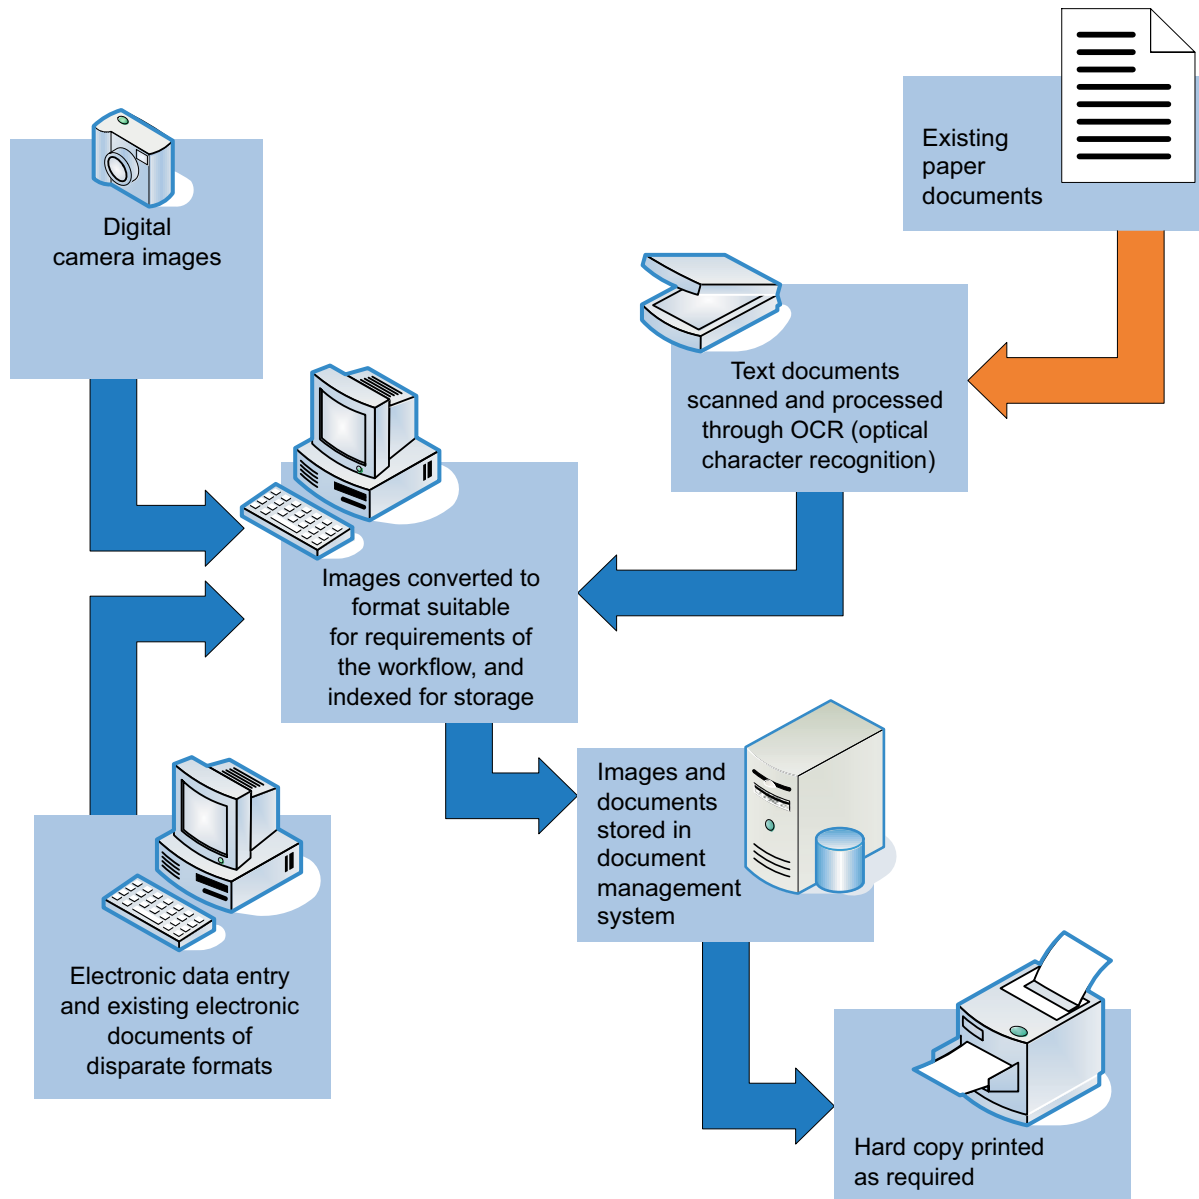 Existing
paper
documents
Digital
camera images
Text documents
scanned and processed
through OCR (optical
character recognition)
Images converted to
format suitable
for requirements of
the workflow, and
indexed for storage
Images and
documents
stored in
document
management
system
Electronic data entry
and existing electronic
documents of
disparate formats
Hard copy printed
as required